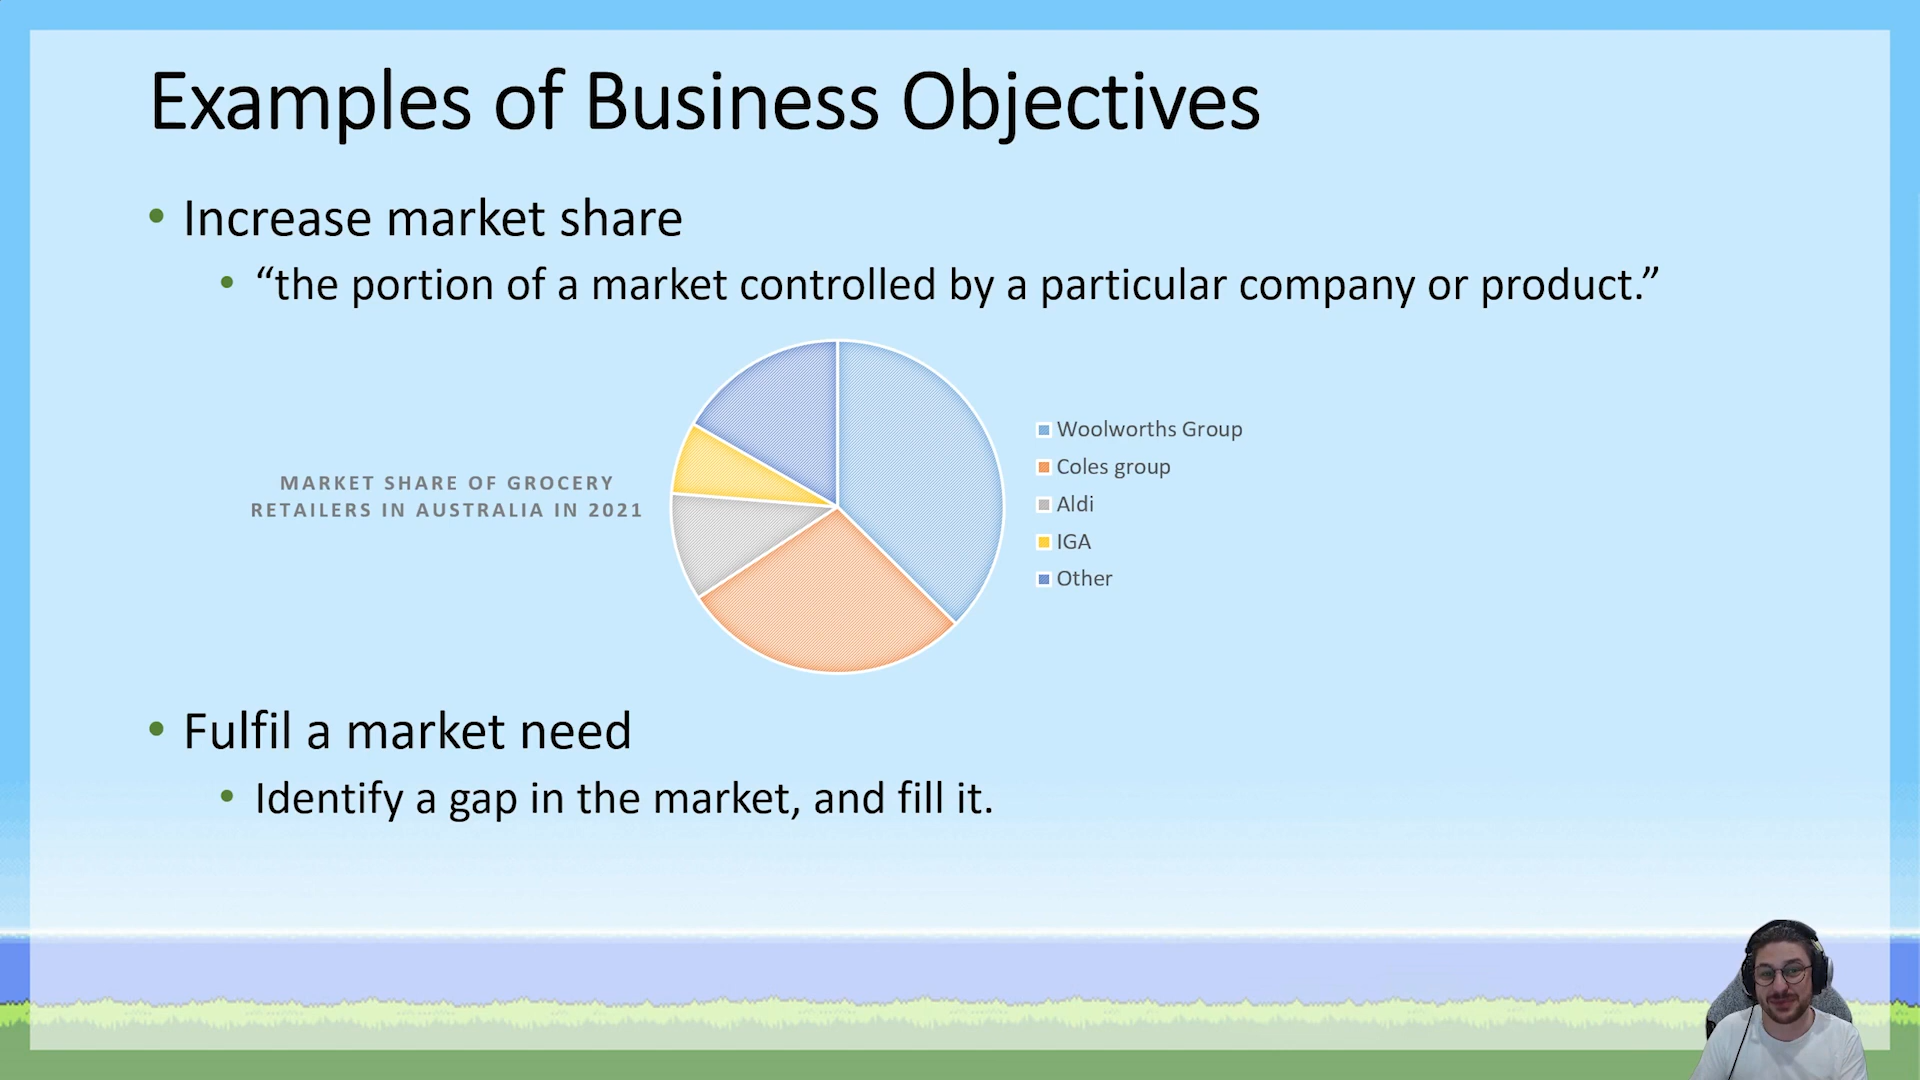 Examples of Business Objectives
• Increase market share
• “the portion of a market controlled by a particular company or product.”
MARKET SHARE OF GROCERY
RETAILERS IN AUSTRALIA IN 2021
Woolworths Group
Coles group
Aldi
IGA
Other
• Fulfil a market need
• Identify a gap in the market, and fill it.